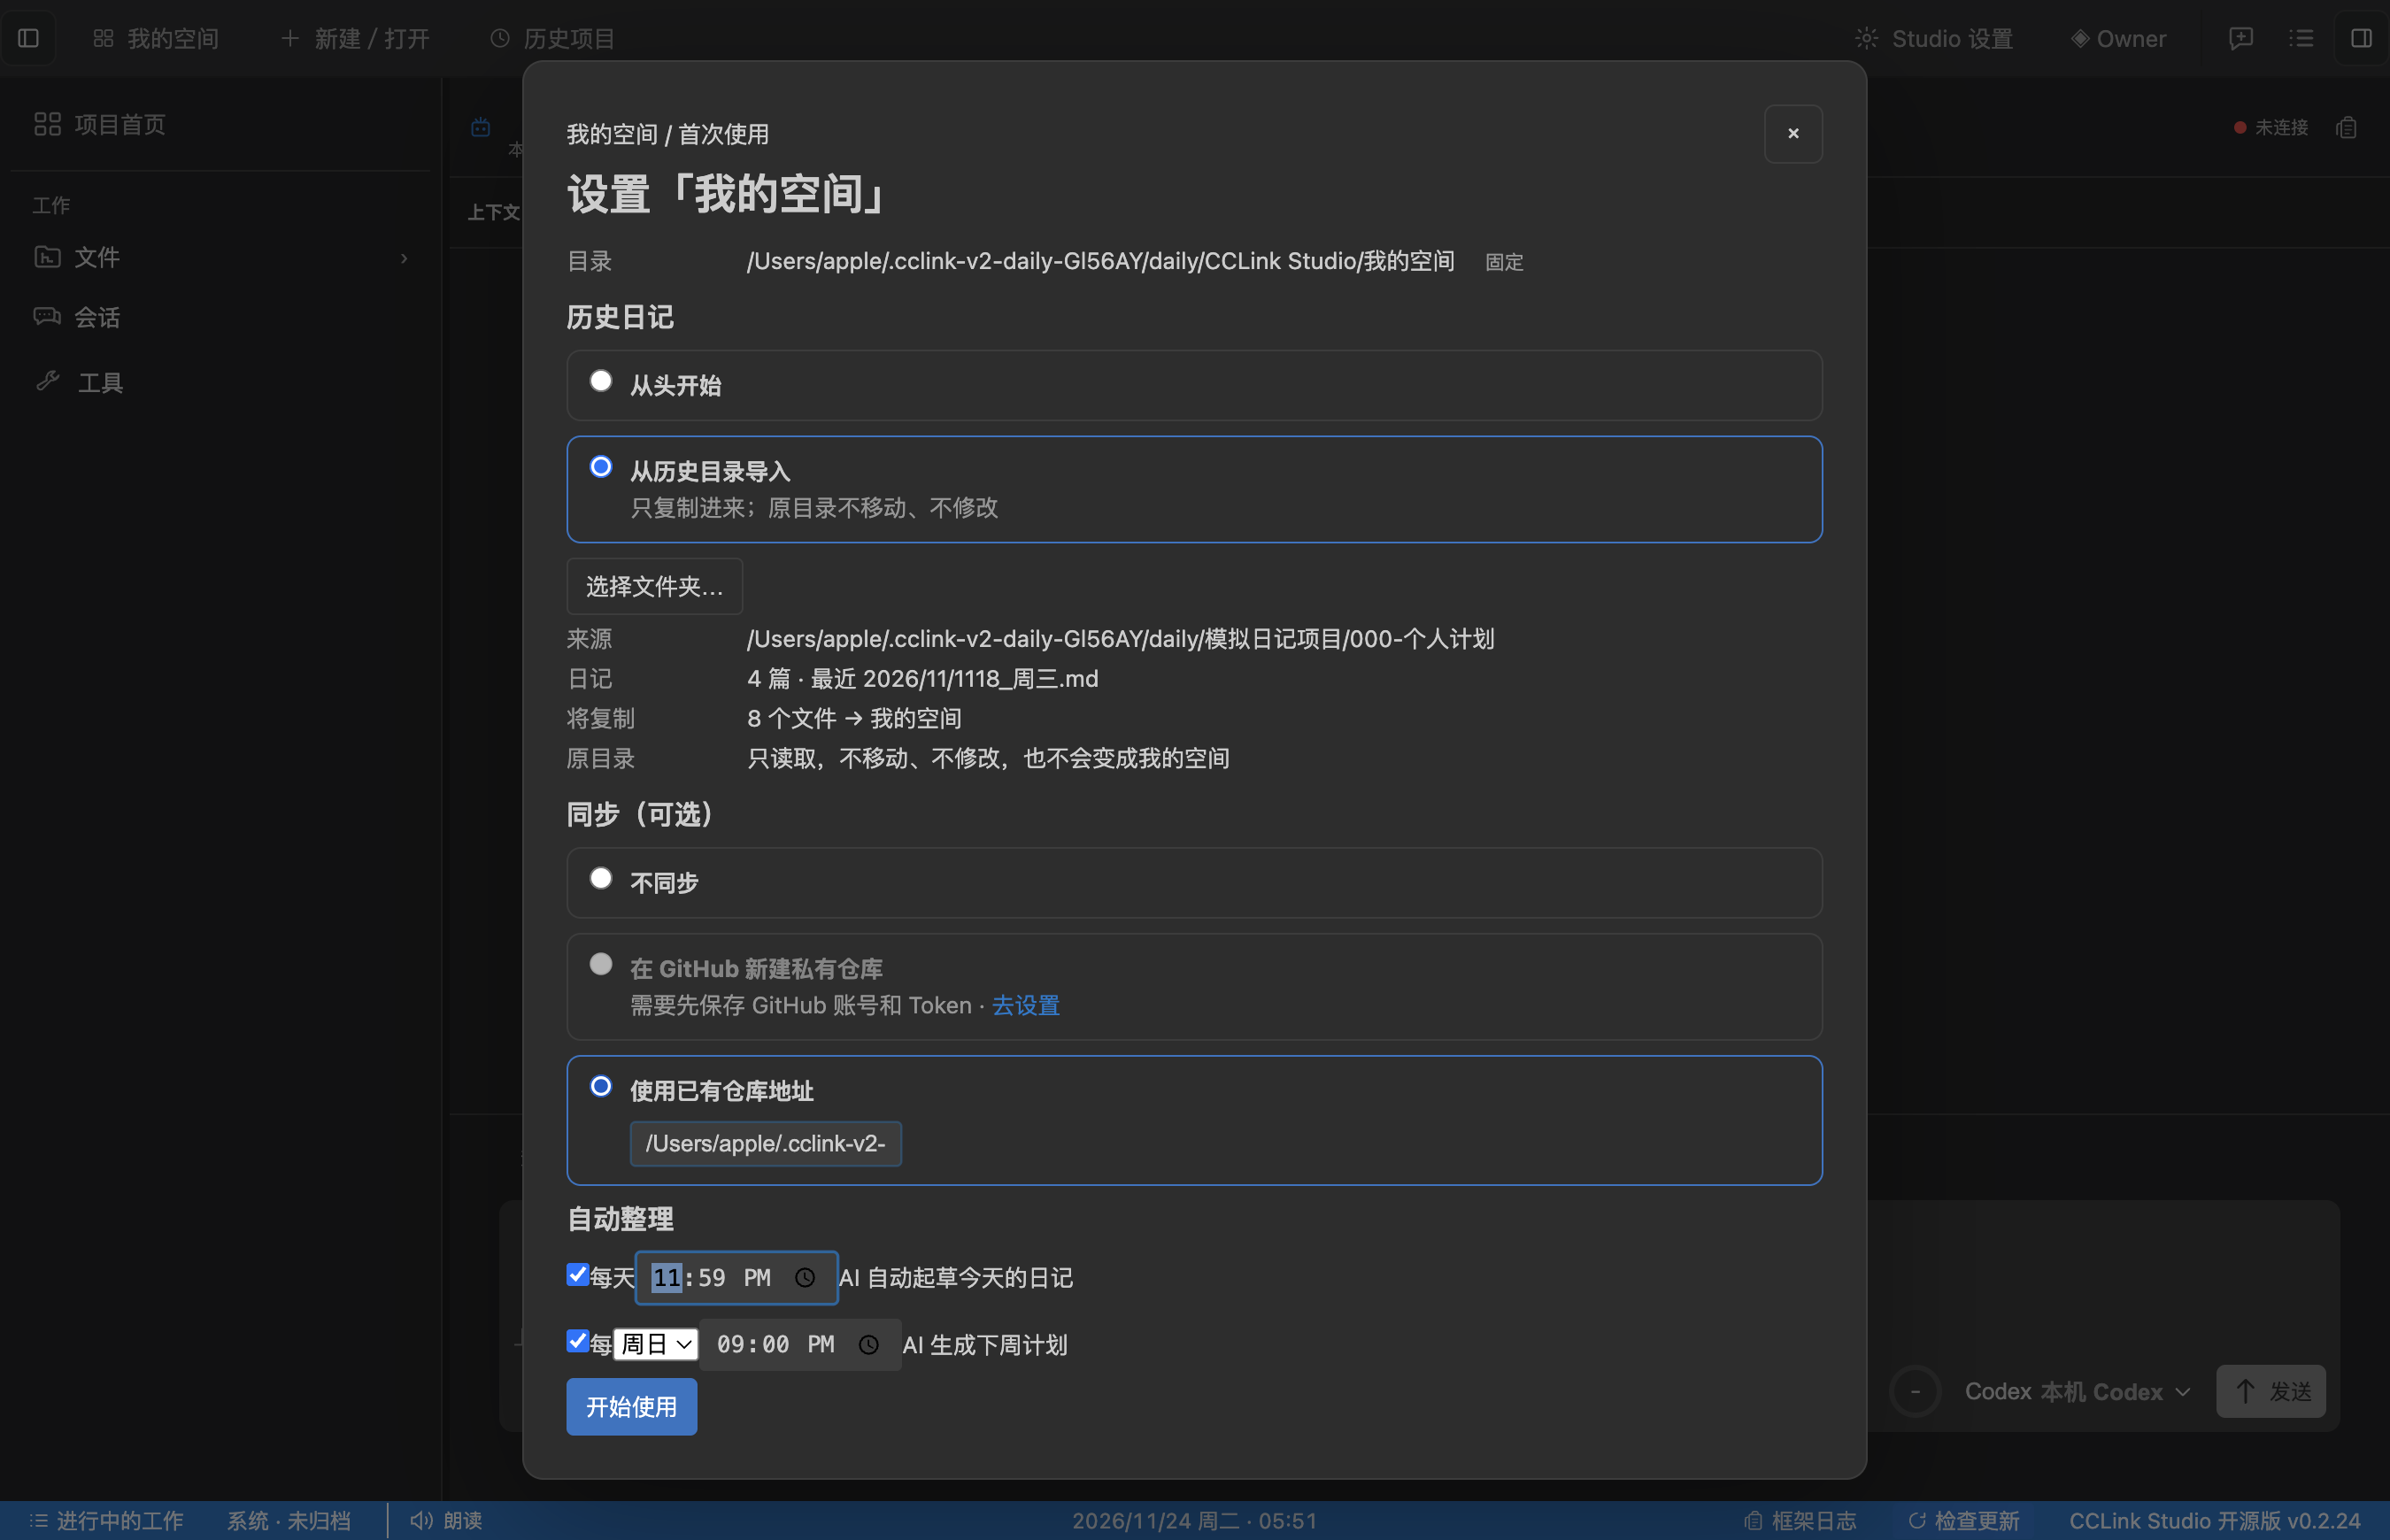 我的空间
新建 / 打开
历史项目
Studio 设置
Owner
项目首页
工作
文件
会话
工具
本
上下文
未连接
我的空间 / 首次使用
×
设置「我的空间」
目录 /Users/apple/.cclink-v2-daily-GI56AY/daily/CCLink Studio/我的空间 固定
历史日记
从头开始
从历史目录导入
只复制进来；原目录不移动、不修改
选择文件夹...
来源 /Users/apple/.cclink-v2-daily-GI56AY/daily/模拟日记项目/000-个人计划
日记 4 篇 · 最近 2026/11/1118_周三.md
将复制 8 个文件 → 我的空间
原目录 只读取，不移动、不修改，也不会变成我的空间
同步（可选）
不同步
在 GitHub 新建私有仓库
需要先保存 GitHub 账号和 Token · 去设置
使用已有仓库地址
/Users/apple/.cclink-v2-
自动整理
每天 11:59 PM AI 自动起草今天的日记
每 周日 09:00 PM AI 生成下周计划
开始使用
- Codex 本机 Codex 发送
进行中的工作 系统 · 未归档 朗读 2026/11/24 周二 · 05:51 框架日志 检查更新 CCLink Studio 开源版 v0.2.24